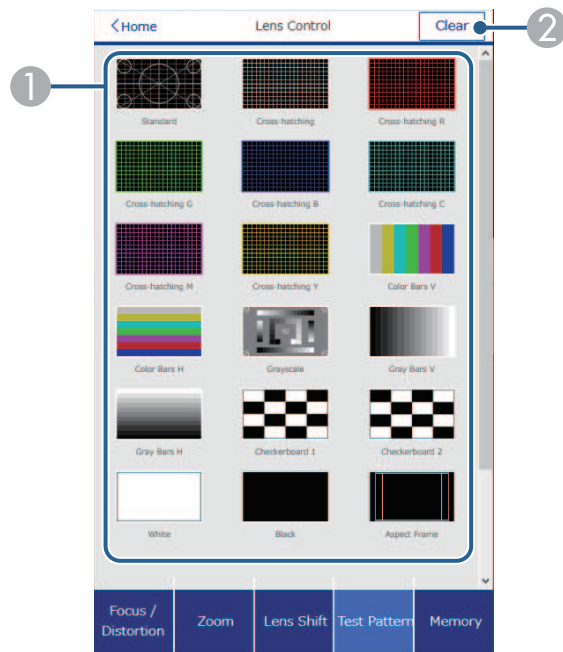 <Home Lens Control Clear
2
1
Standard Cross-hatching Cross-hatching R
Cross-hatching G Cross-hatching B Cross-hatching C
Cross-hatching M Cross-hatching Y Color Bars V
Color Bars H Grayscale Gray Bars V
Gray Bars H Checkerboard 1 Checkerboard 2
White Black Aspect Frame
Focus /
Distortion Zoom Lens Shift Test Pattern Memory